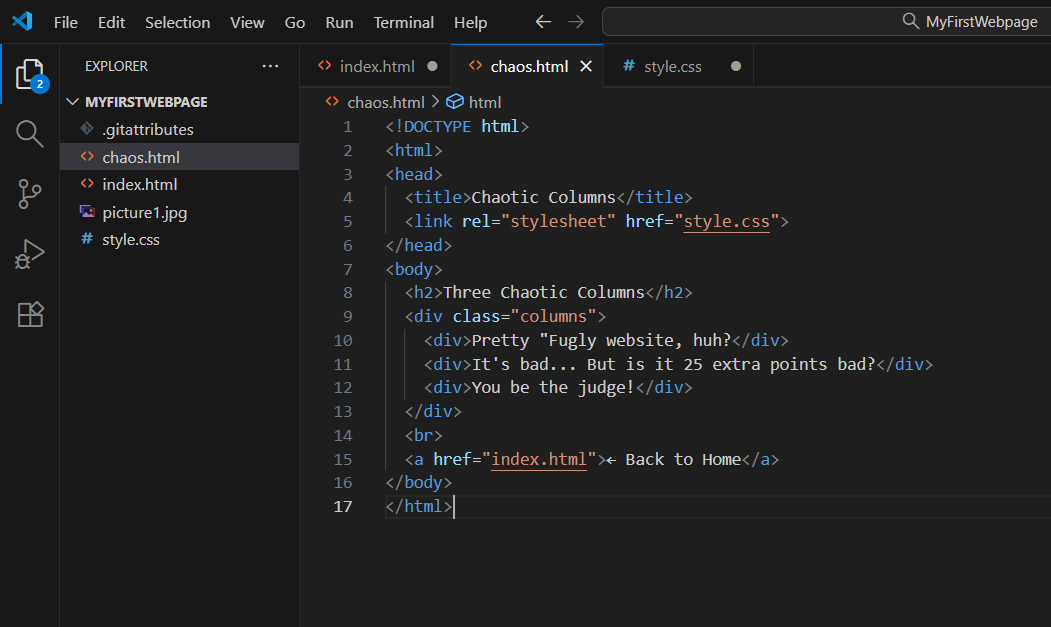 File Edit Selection View Go Run Terminal Help MyFirstWebpage
EXPLORER ···
index.html
chaos.html
# style.css
2
MYFIRSTWEBPAGE
.gitattributes
chaos.html
index.html
picture1.jpg
# style.css
chaos.html > html
1 <!DOCTYPE html>
2 <html>
3 <head>
4 <title>Chaotic Columns</title>
5 <link rel="stylesheet" href="style.css">
6 </head>
7 <body>
8 <h2>Three Chaotic Columns</h2>
9 <div class="columns">
10 <div>Pretty "Fugly website, huh?</div>
11 <div>It's bad... But is it 25 extra points bad?</div>
12 <div>You be the judge!</div>
13 </div>
14 <br>
15 <a href="index.html">← Back to Home</a>
16 </body>
17 </html>